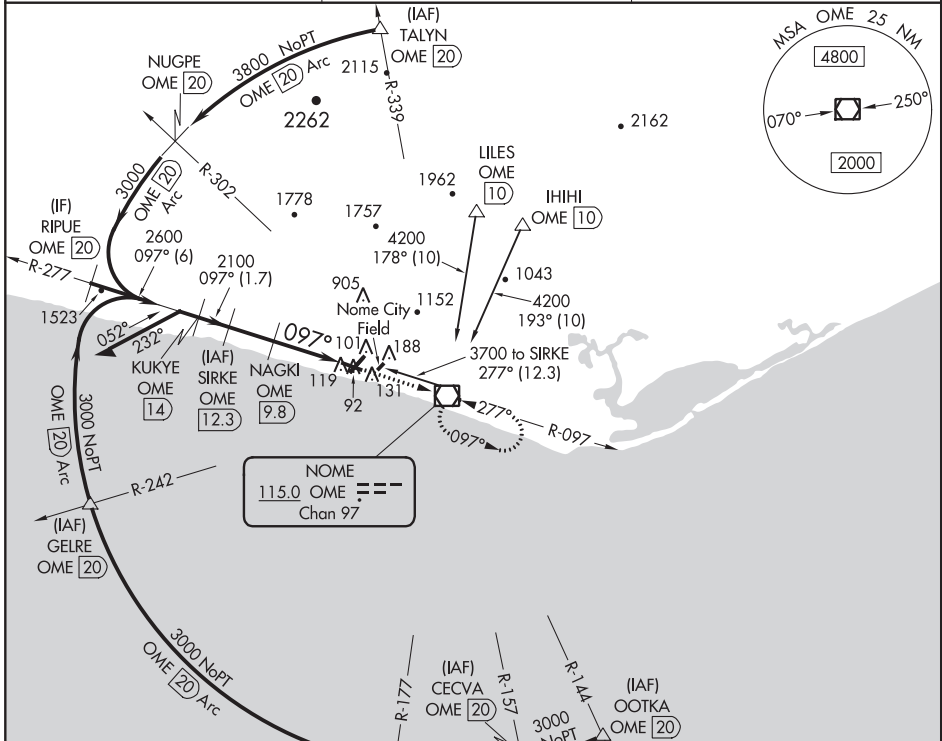 (IAF)
TALYN
OME 20
3800 NoPT
OME 20 Arc
2115
R-339
NUGPE
OME 20
2262
MSA OME 25 NM
4800
070°
250°
2000
2162
3000
OME 20
Arc
R-302
LILES
OME
10
1962
IHIHI
OME 10
1778
1757
4200
178° (10)
(IF)
RIPUE
OME 20
2600
097° (6)
R-277
2100
097° (1.7)
905
1043
4200
193° (10)
1152
Nome City
Field
1523
052°
232°
097°
101
188
3700 to SIRKE
277° (12.3)
KUKYE
OME
14
(IAF)
SIRKE
OME
12.3
NAGKI
OME
9.8
119
92
131
277°
R-097
097°
3000 NoPT
OME 20 Arc
R-242
NOME
115.0 OME
Chan 97
(IAF)
GELRE
OME 20
3000 NoPT
OME 20 Arc
R-177
(IAF)
CECVA
OME 20
R-157
R-144
3000
NoPT
(IAF)
OOTKA
OME 20